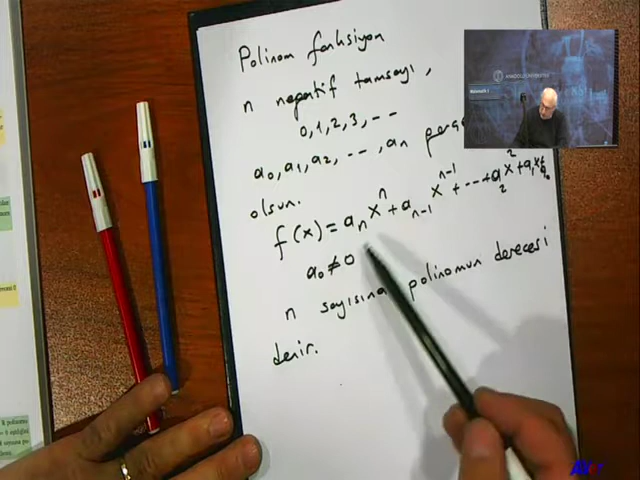 Polinom fonksiyon
n negatif tamsayı,
0, 1, 2, 3, - -
a₀, a₁, a₂, ---, aₙ
olsun.
f(x) = aₙxⁿ + aₙ₋₁xⁿ⁻¹ + --- + a₂x² + a₁x + a₀
a₀ ≠ 0
n sayısına polinomun derecesi
denir.